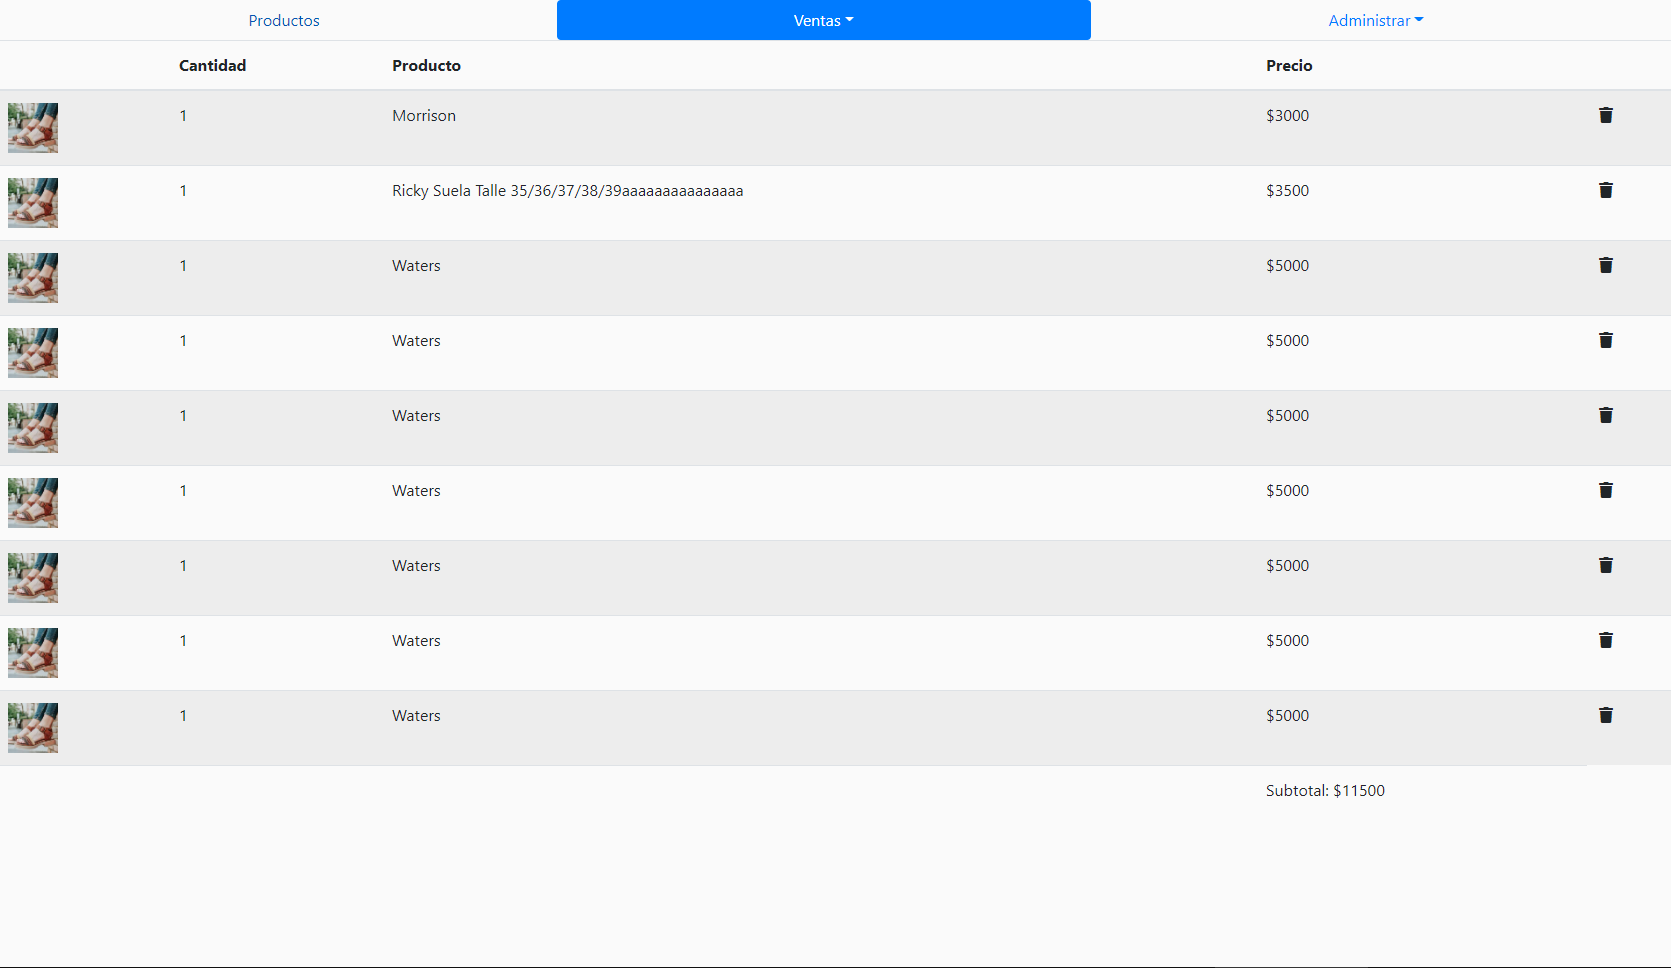 Productos Ventas Administrar
Cantidad Producto Precio
1 Morrison $3000
1 Ricky Suela Talle 35/36/37/38/39aaaaaaaaaaaaaaa
$3500
1 Waters $5000
1 Waters $5000
1 Waters $5000
1 Waters $5000
1 Waters $5000
1 Waters $5000
1 Waters $5000
Subtotal: $11500